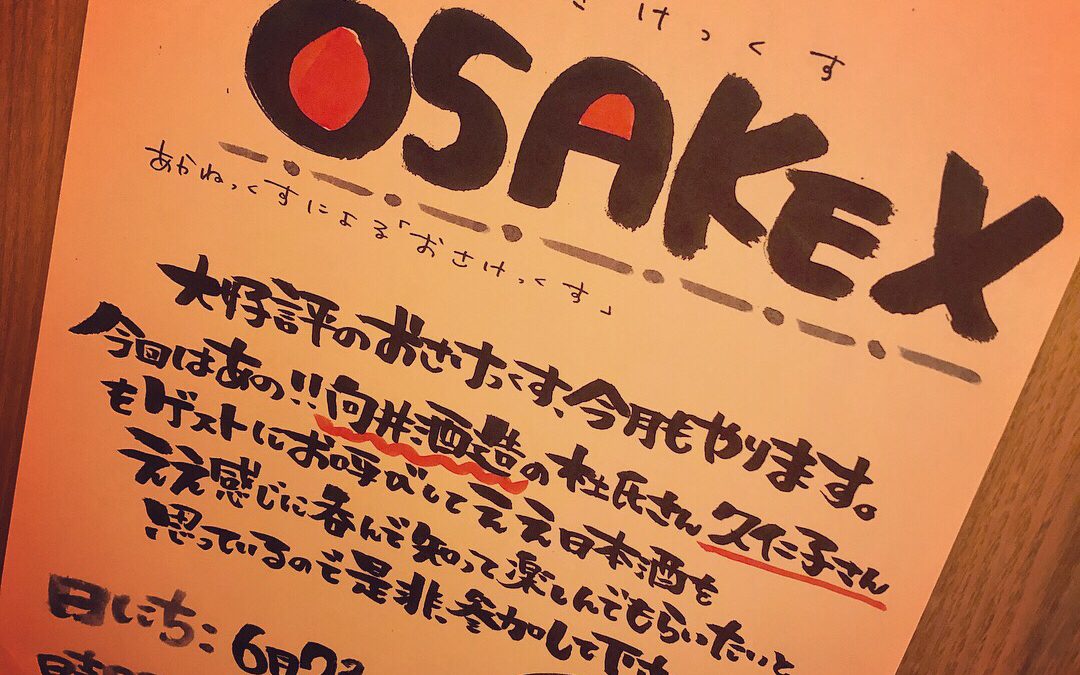 さけっくす
OSAKEX
あかねっくすによる「おさけっくす」
大好評のおさけっくす、今月もやります。
今回はあの!!向井酒造の杜氏さん久仁子さん
もゲストにお呼びしてええ日本酒を
ええ感じに呑んで知って楽しんでもらいたいと
思っているので是非、参加して下さ
日にち:6月7